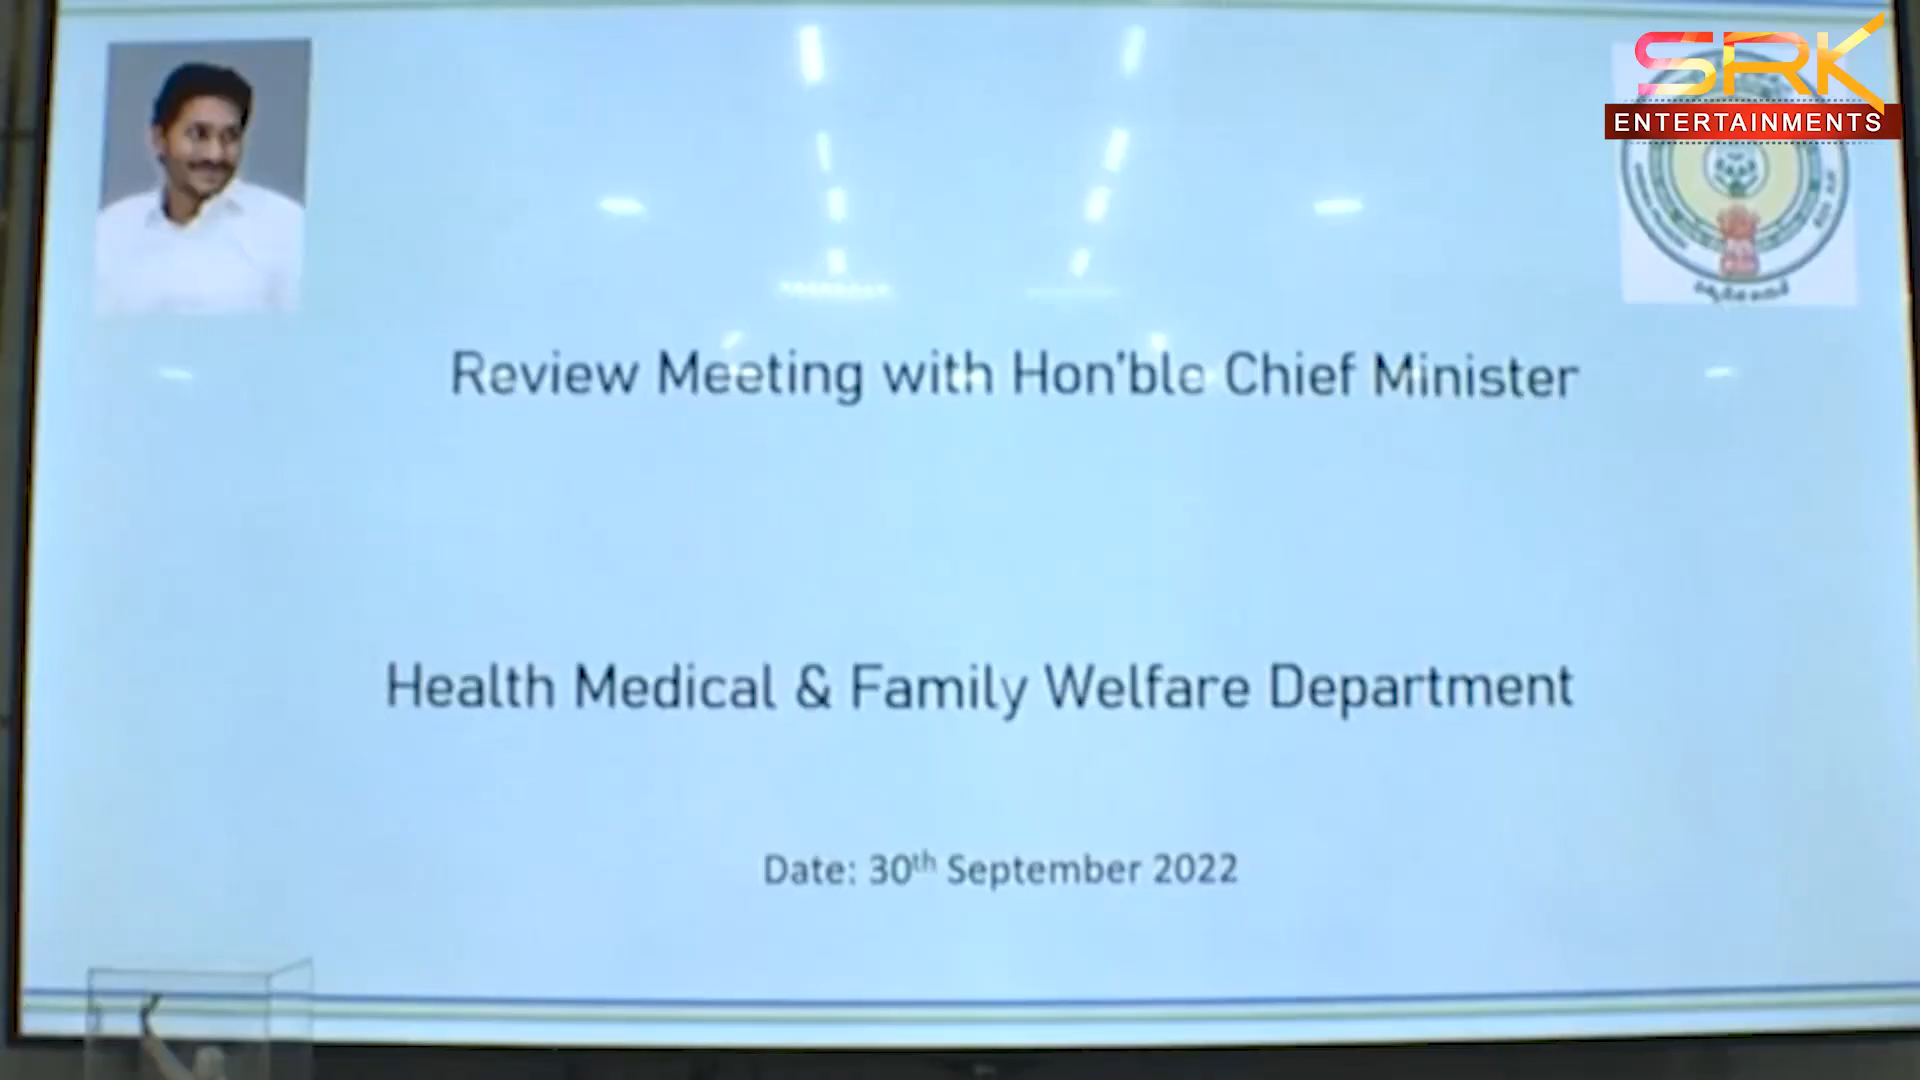 SRK
ENTERTAINMENTS
Review Meeting with Hon'ble Chief Minister
Health Medical & Family Welfare Department
Date: 30th September 2022